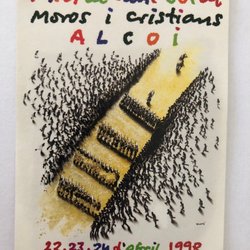 Moros i cristians
ALCOI
22.23.24 d'abril 1998